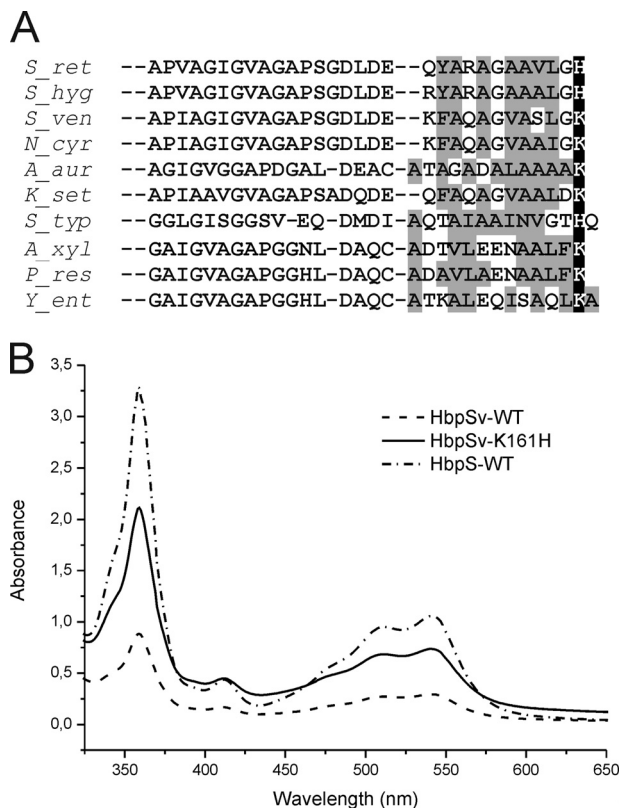 A
S_ret --APVAGIGVAGAPSGDLDE--QYARAGAAVLGH
S_hyg --APVAGIGVAGAPSGDLDE--RYARAGAAALGH
S_ven --APIAGIGVAGAPSGDLDE--KFAQAGVASLGK
N_cyr --APIAGIGVAGAPSGDLDE--KFAQAGVAAIGK
A_aur --AGIGVGGAPDGAL-DEAC-ATAGADALAAAAK
K_set --APIAAVGVAGAPSADQDE--QFAQAGVAALDK
S_typ --GGLGISGGSV-EQ-DMDI-AQTAIAAINVGTHQ
A_xyl --GAIGVAGAPGGNL-DAQC-ADTVLEENAALFK
P_res --GAIGVAGAPGGHL-DAQC-ADAVLAENAALFK
Y_ent --GAIGVAGAPGGHL-DAQC-ATKALEQISAQLKA
B
3,5
3,0
2,5
2,0
1,5
1,0
0,5
0,0
Absorbance
HbpSv-WT
HbpSv-K161H
HbpS-WT
350 400 450 500 550 600 650
Wavelength (nm)